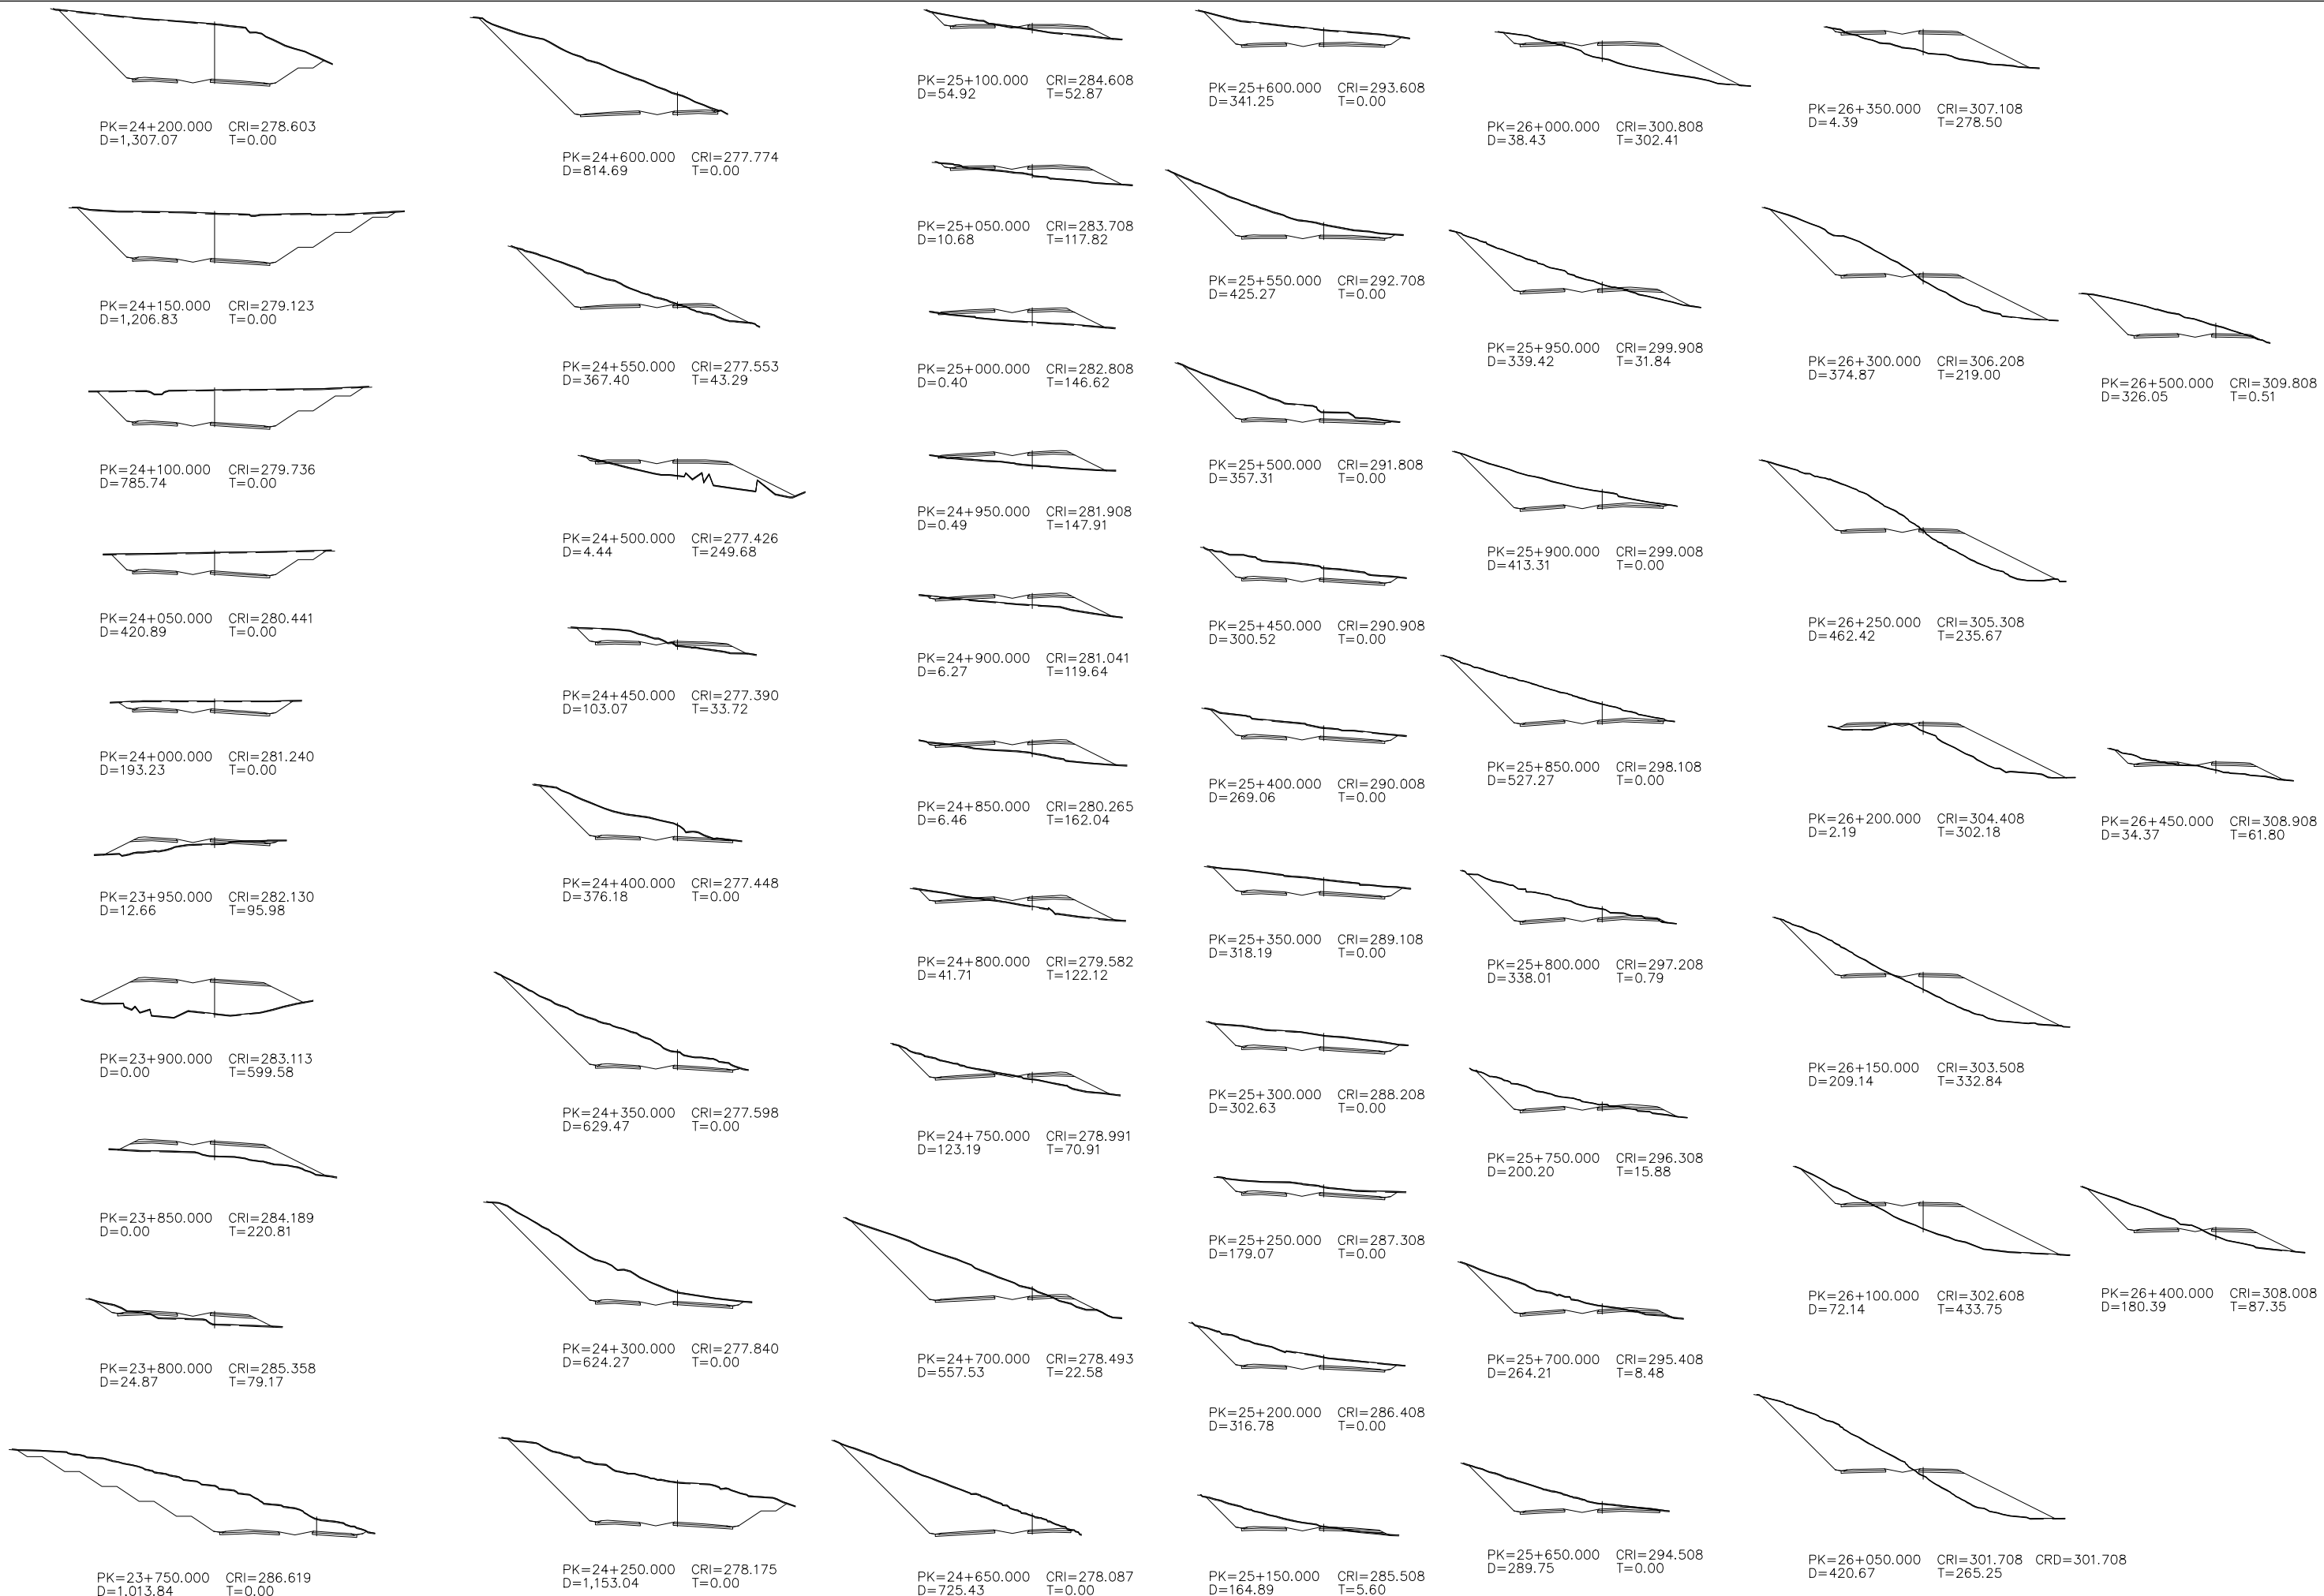 PK=24+200.000 CRI=278.603
D=1,307.07 T=0.00
PK=24+150.000 CRI=279.123
D=1,206.83 T=0.00
PK=24+100.000 CRI=279.736
D=785.74 T=0.00
PK=24+050.000 CRI=280.441
D=420.89 T=0.00
PK=24+000.000 CRI=281.240
D=193.23 T=0.00
PK=23+950.000 CRI=282.130
D=12.66 T=95.98
PK=23+900.000 CRI=283.113
D=0.00 T=599.58
PK=23+850.000 CRI=284.189
D=0.00 T=220.81
PK=23+800.000 CRI=285.358
D=24.87 T=79.17
PK=23+750.000 CRI=286.619
D=1,013.84 T=0.00
PK=24+600.000 CRI=277.774
D=814.69 T=0.00
PK=24+550.000 CRI=277.553
D=367.40 T=43.29
PK=24+500.000 CRI=277.426
D=4.44 T=249.68
PK=24+450.000 CRI=277.390
D=103.07 T=33.72
PK=24+400.000 CRI=277.448
D=376.18 T=0.00
PK=24+350.000 CRI=277.598
D=629.47 T=0.00
PK=24+300.000 CRI=277.840
D=624.27 T=0.00
PK=24+250.000 CRI=278.175
D=1,153.04 T=0.00
PK=25+100.000 CRI=284.608
D=54.92 T=52.87
PK=25+050.000 CRI=283.708
D=10.68 T=117.82
PK=25+000.000 CRI=282.808
D=0.40 T=146.62
PK=24+950.000 CRI=281.908
D=0.49 T=147.91
PK=24+900.000 CRI=281.041
D=6.27 T=119.64
PK=24+850.000 CRI=280.265
D=6.46 T=162.04
PK=24+800.000 CRI=279.582
D=41.71 T=122.12
PK=24+750.000 CRI=278.991
D=123.19 T=70.91
PK=24+700.000 CRI=278.493
D=557.53 T=22.58
PK=24+650.000 CRI=278.087
D=725.43 T=0.00
PK=25+600.000 CRI=293.608
D=341.25 T=0.00
PK=25+550.000 CRI=292.708
D=425.27 T=0.00
PK=25+500.000 CRI=291.808
D=357.31 T=0.00
PK=25+450.000 CRI=290.908
D=300.52 T=0.00
PK=25+400.000 CRI=290.008
D=269.06 T=0.00
PK=25+350.000 CRI=289.108
D=318.19 T=0.00
PK=25+300.000 CRI=288.208
D=302.63 T=0.00
PK=25+250.000 CRI=287.308
D=179.07 T=0.00
PK=25+200.000 CRI=286.408
D=316.78 T=0.00
PK=25+150.000 CRI=285.508
D=164.89 T=5.60
PK=26+000.000 CRI=300.808
D=38.43 T=302.41
PK=25+950.000 CRI=299.908
D=339.42 T=31.84
PK=25+900.000 CRI=299.008
D=413.31 T=0.00
PK=25+850.000 CRI=298.108
D=527.27 T=0.00
PK=25+800.000 CRI=297.208
D=338.01 T=0.79
PK=25+750.000 CRI=296.308
D=200.20 T=15.88
PK=25+700.000 CRI=295.408
D=264.21 T=8.48
PK=25+650.000 CRI=294.508
D=289.75 T=0.00
PK=26+350.000 CRI=307.108
D=4.39 T=278.50
PK=26+300.000 CRI=306.208
D=374.87 T=219.00
PK=26+250.000 CRI=305.308
D=462.42 T=235.67
PK=26+200.000 CRI=304.408
D=2.19 T=302.18
PK=26+150.000 CRI=303.508
D=209.14 T=332.84
PK=26+100.000 CRI=302.608
D=72.14 T=433.75
PK=26+050.000 CRI=301.708 CRD=301.708
D=420.67 T=265.25
PK=26+500.000 CRI=309.808
D=326.05 T=0.51
PK=26+450.000 CRI=308.908
D=34.37 T=61.80
PK=26+400.000 CRI=308.008
D=180.39 T=87.35